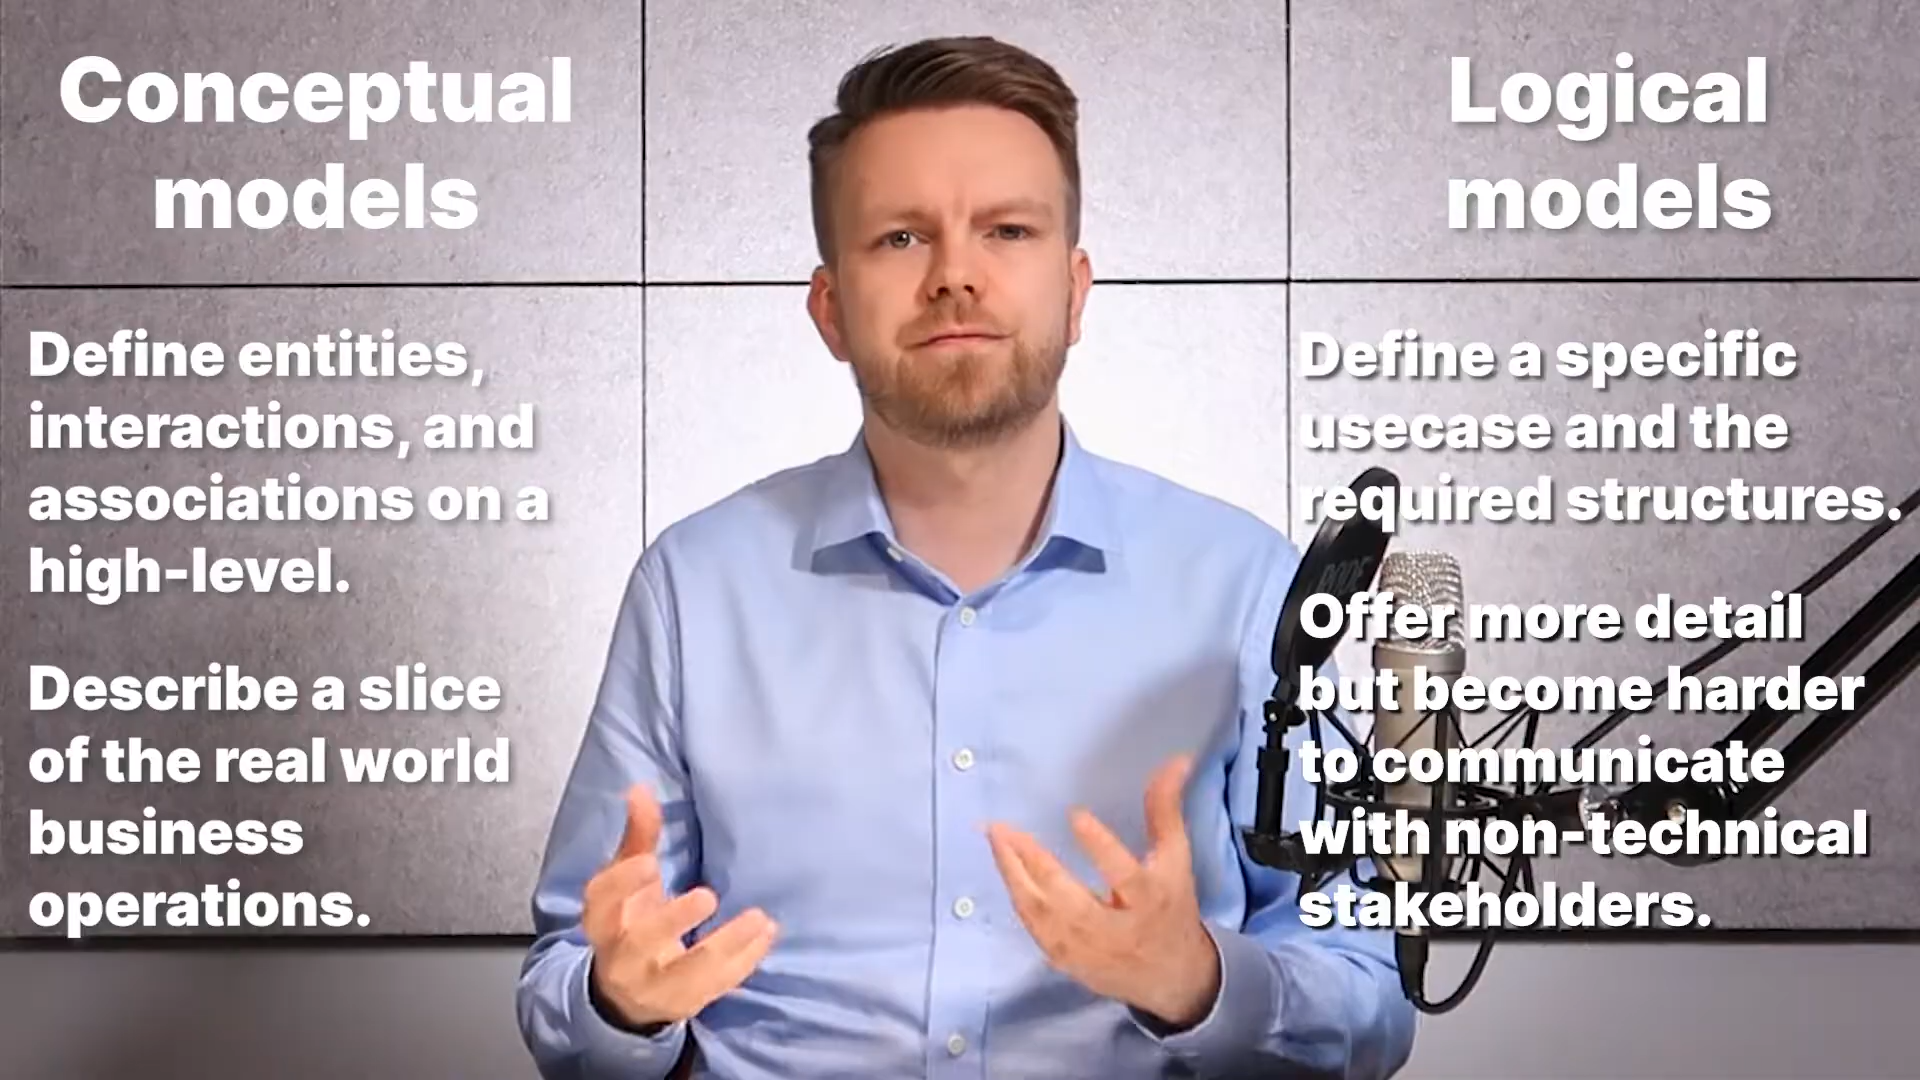 Conceptual
models
Define entities,
interactions, and
associations on a
high-level.
Describe a slice
of the real world
business
operations.
Logical
models
Define a specific
usecase and the
required structures.
Offer more detail
but become harder
to communicate
with non-technical
stakeholders.
RODE